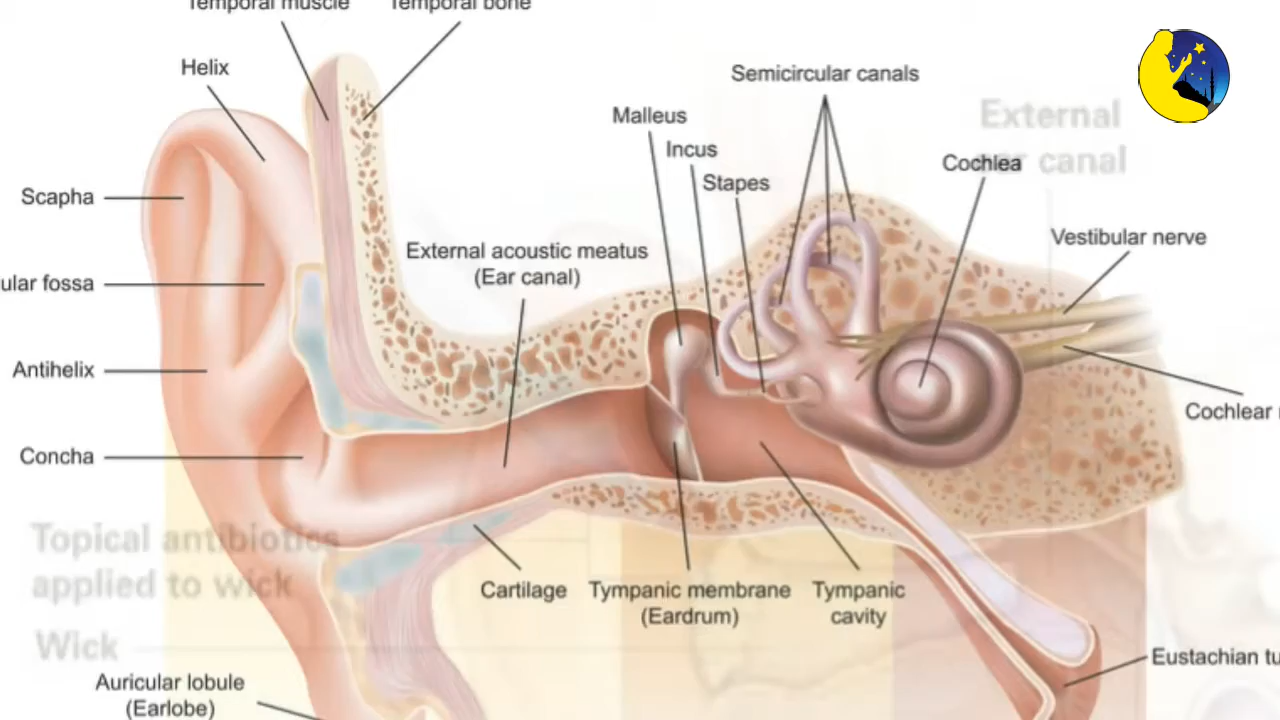 Temporal muscle
Temporal bone
Helix
Semicircular canals
Malleus
External
ear canal
Incus
Cochlea
Stapes
Scapha
Vestibular nerve
External acoustic meatus
(Ear canal)
ular fossa
Antihelix
Cochlear
Concha
Topical antibiotics
applied to wick
Cartilage
Tympanic membrane
(Eardrum)
Tympanic
cavity
Wick
Eustachian tu
Auricular lobule
(Earlobe)